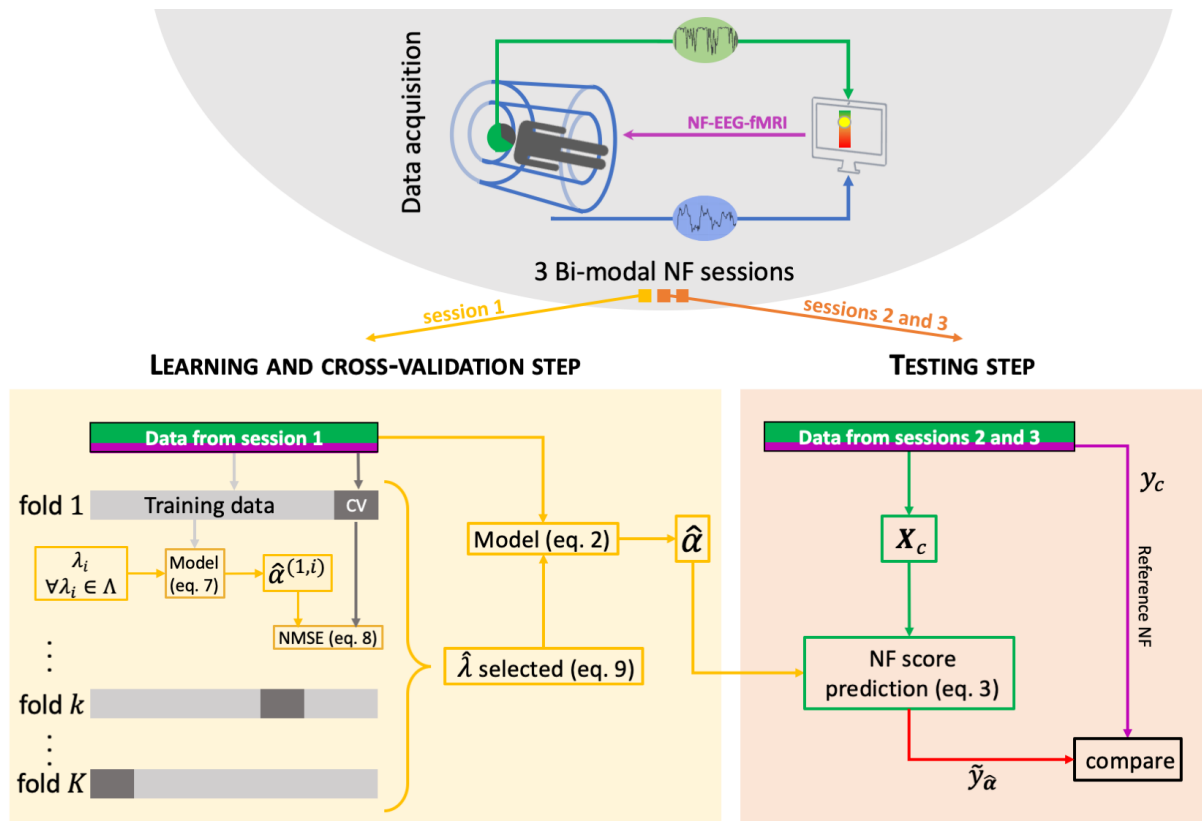 Data acquisition
NF-EEG-fMRI
3 Bi-modal NF sessions
session 1
sessions 2 and 3
LEARNING AND CROSS-VALIDATION STEP
Data from session 1
fold 1
Training data
CV
λᵢ
∀λᵢ ∈ Λ
Model
(eq. 7)
α̂⁽¹,ⁱ⁾
NMSE (eq. 8)
⋮
fold k
⋮
fold K
Model (eq. 2)
λ̂ selected (eq. 9)
α̂
TESTING STEP
Data from sessions 2 and 3
X_c
y_c
Reference NF
NF score
prediction (eq. 3)
ỹ_α̂
compare